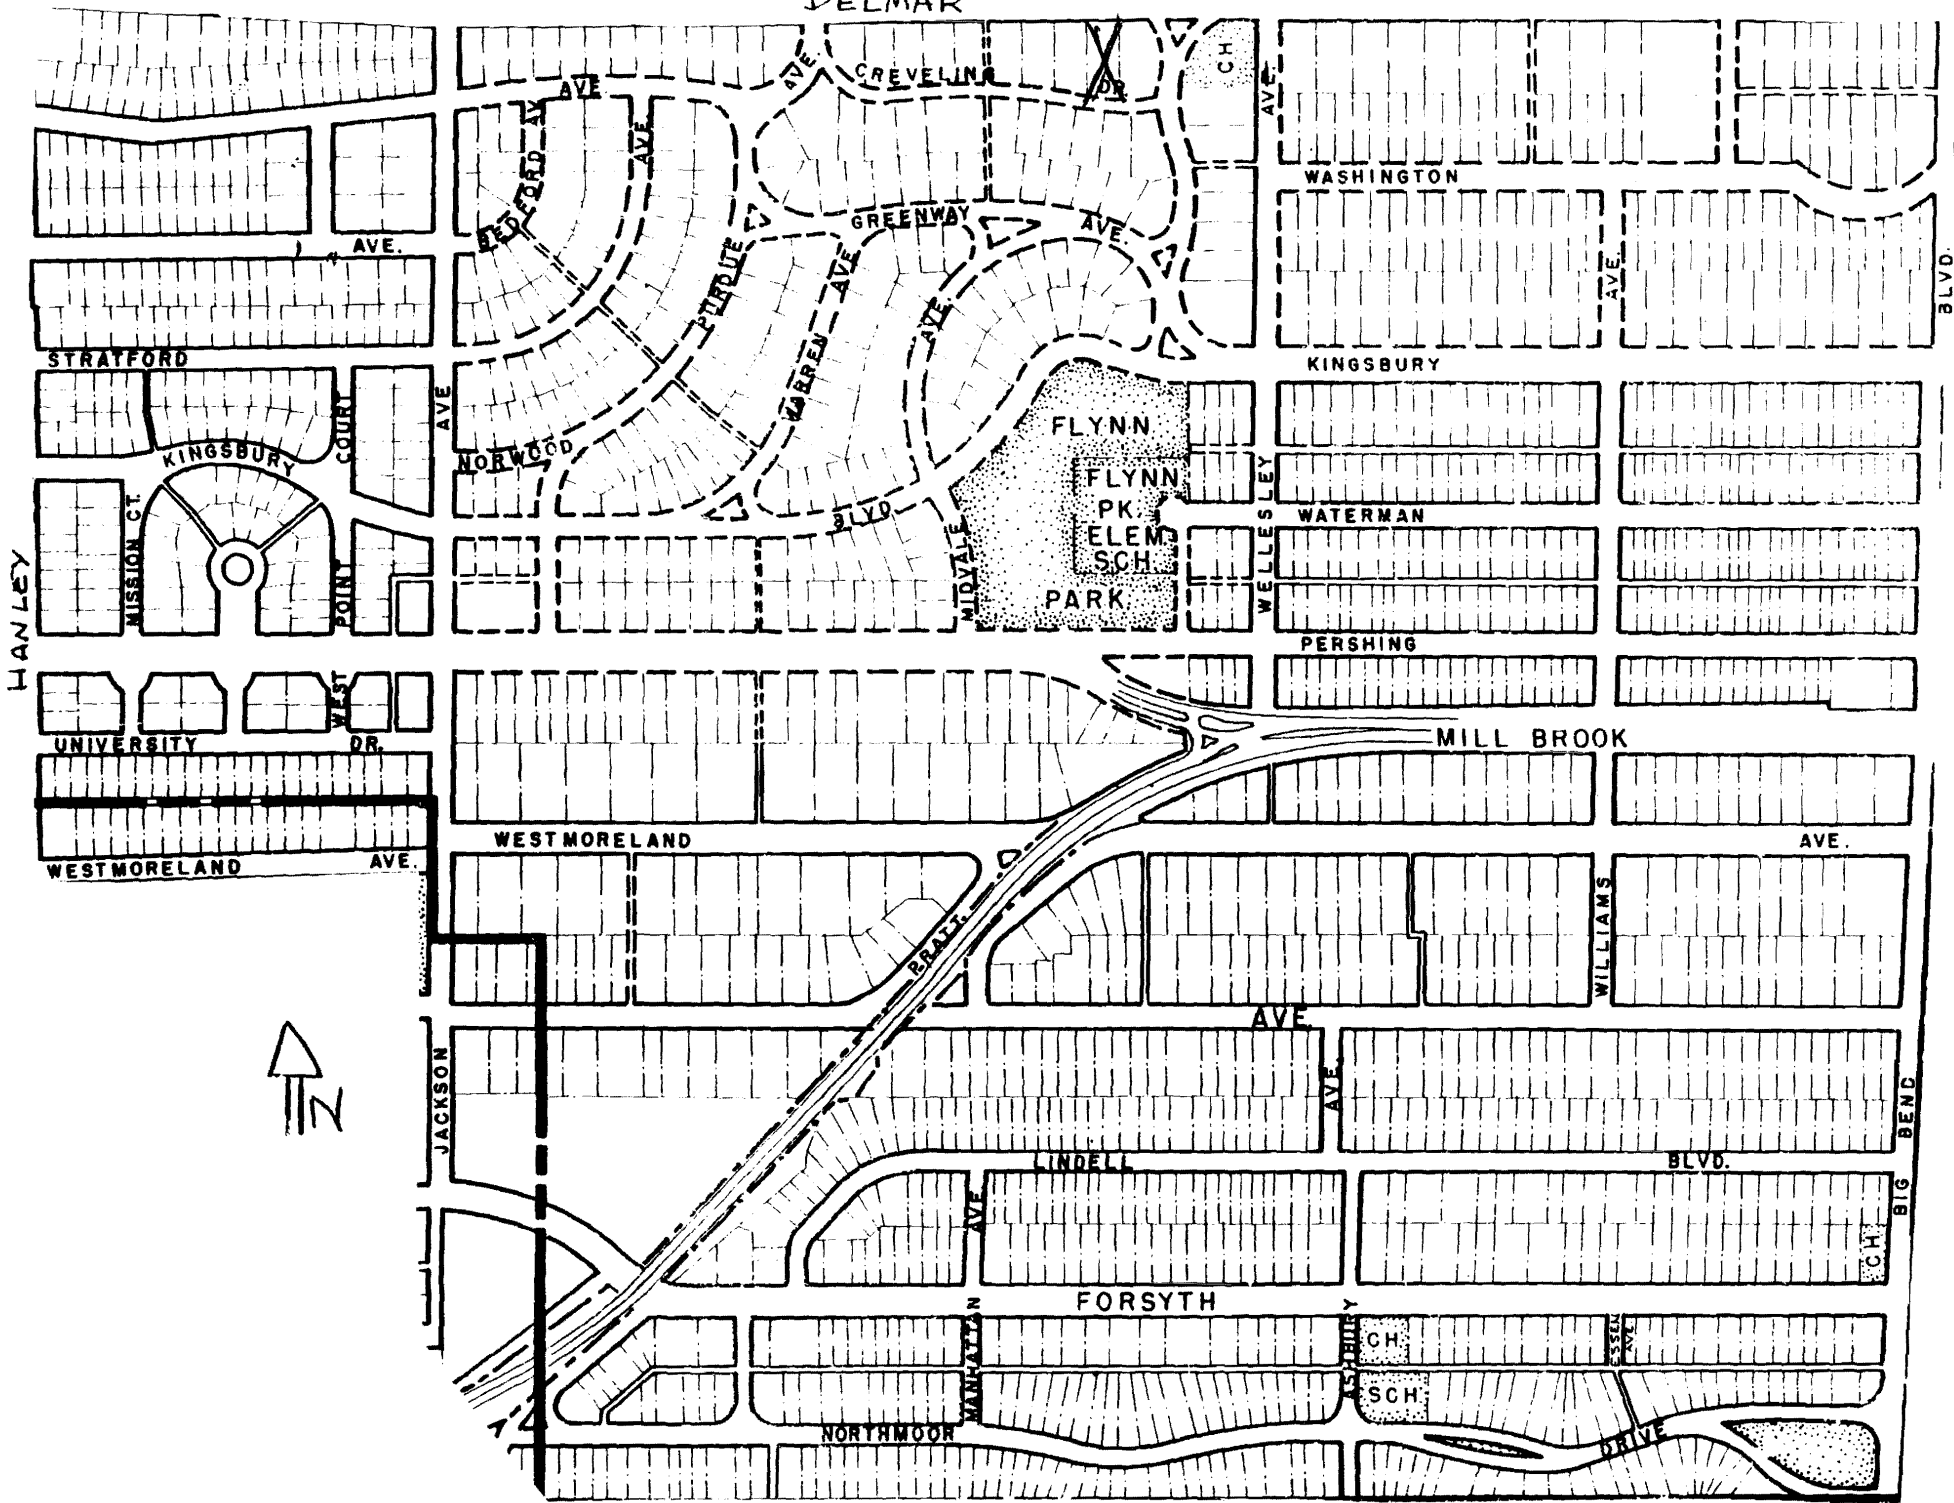 DELMAR
CREVELING
DR
AVE.
CH
AVE.
AVE
BEDFORD AV.
AVE.
WASHINGTON
GREENWAY
AVE.
AVE.
PURDUE
AVE
AVE.
AVE.
BLVD.
STRATFORD
KINGSBURY
WARREN
COURT
AVE
NORWOOD
KINGSBURY
FLYNN
FLYNN
PK.
ELEM
SCH
PARK
MISSION CT.
BLVD.
MIDVALE
WELLESLEY
WATERMAN
HANLEY
POINT
PERSHING
WEST
UNIVERSITY
DR.
MILL BROOK
WESTMORELAND
AVE.
WESTMORELAND
AVE.
PRATT.
WILLIAMS
AVE.
N
JACKSON
AVE.
BIG BEND
LINDELL
BLVD.
AVE
CH.
FORSYTH
MANHATTAN
ASHBURY
CH.
ESSEX
AVE.
SCH.
NORTHMOOR
DRIVE